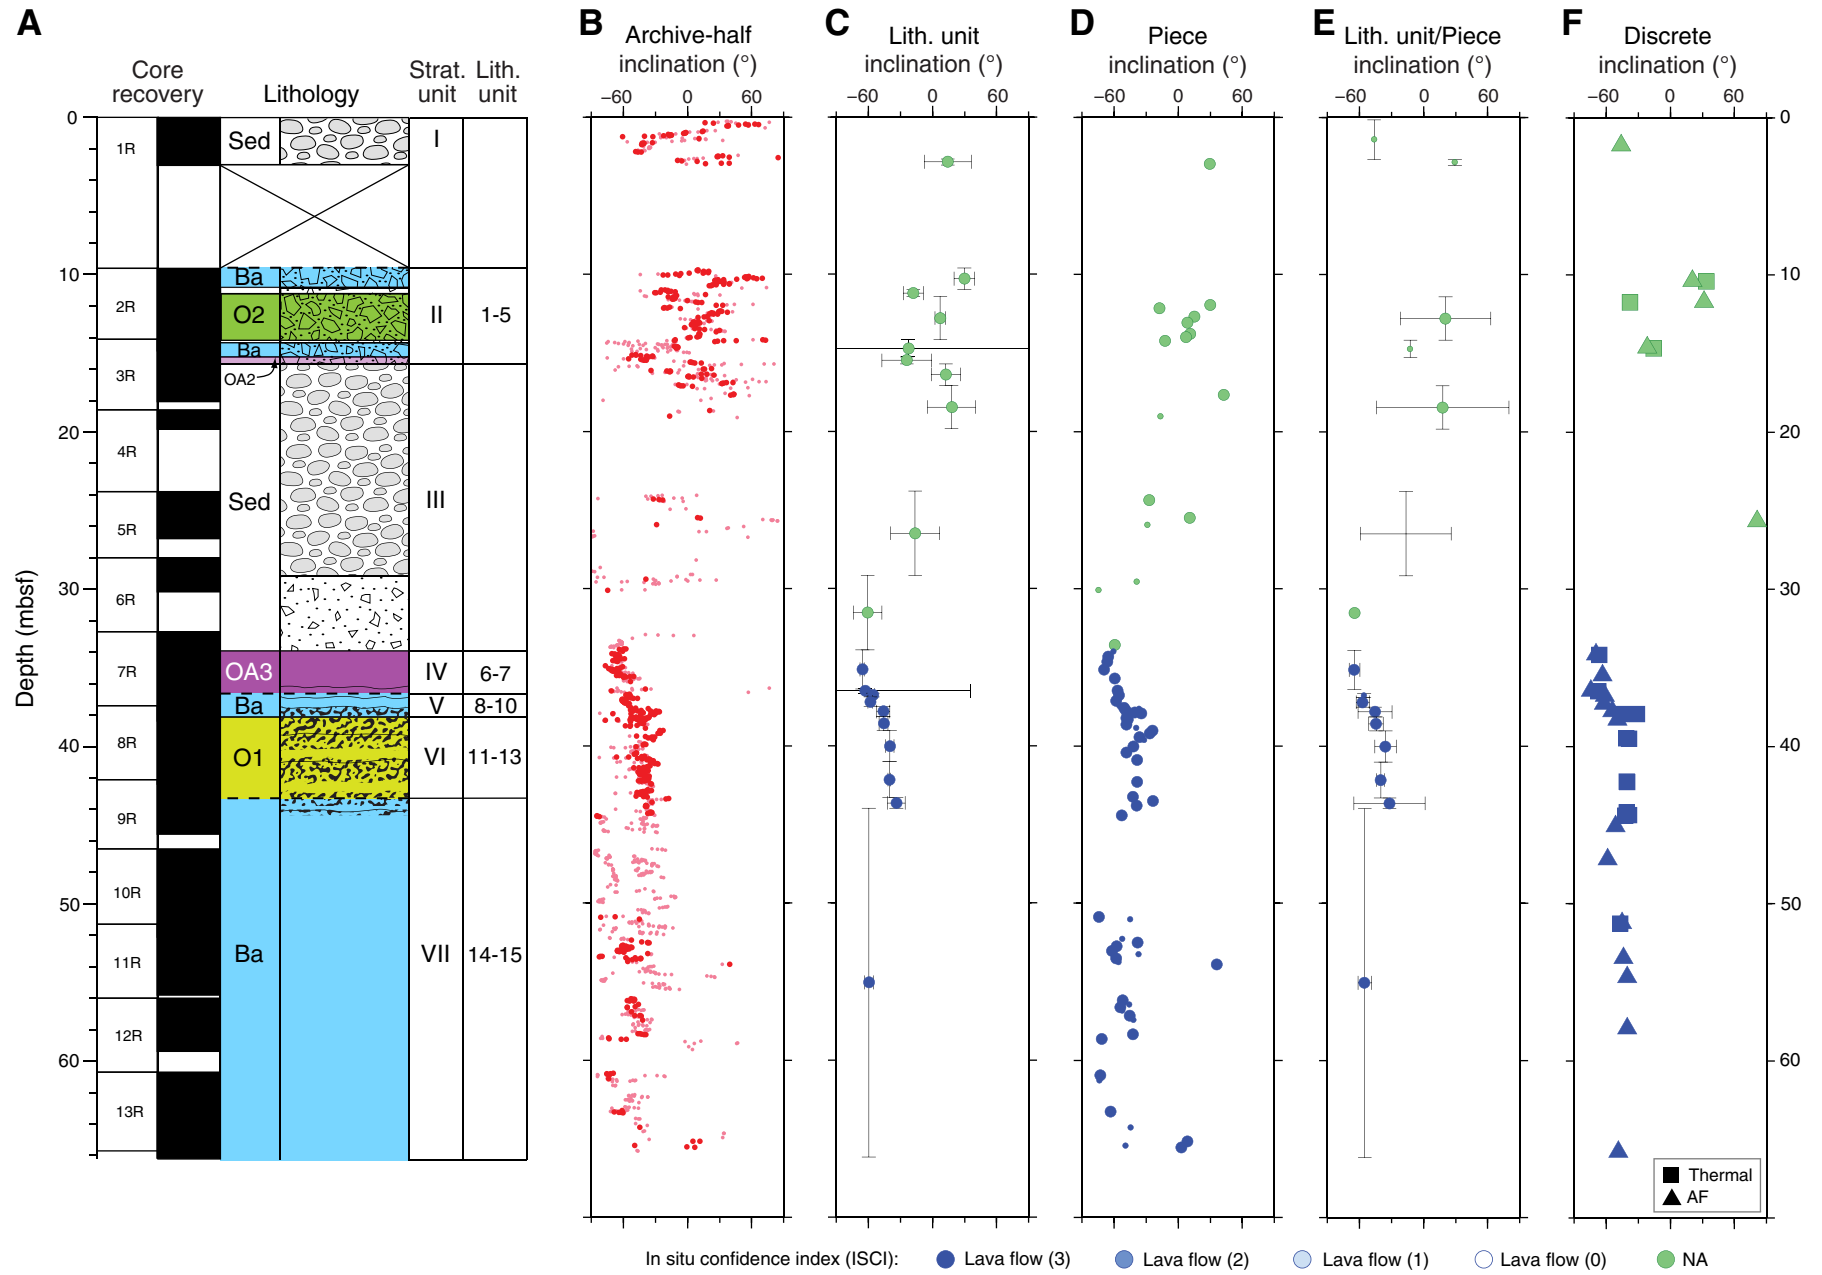 A
B
C
D
E
F
Core
recovery
Lithology
Strat.
unit
Lith.
unit
Archive-half
inclination (°)
Lith. unit
inclination (°)
Piece
inclination (°)
Lith. unit/Piece
inclination (°)
Discrete
inclination (°)
−60 0 60
−60 0 60
−60 0 60
−60 0 60
−60 0 60
Depth (mbsf)
0
10
20
30
40
50
60
1R
2R
3R
4R
5R
6R
7R
8R
9R
10R
11R
12R
13R
Sed
Ba
O2
Ba
OA2
Sed
OA3
Ba
O1
Ba
I
II
III
IV
V
VI
VII
1-5
6-7
8-10
11-13
14-15
0
10
20
30
40
50
60
Thermal
AF
In situ confidence index (ISCI): Lava flow (3) Lava flow (2) Lava flow (1) Lava flow (0) NA